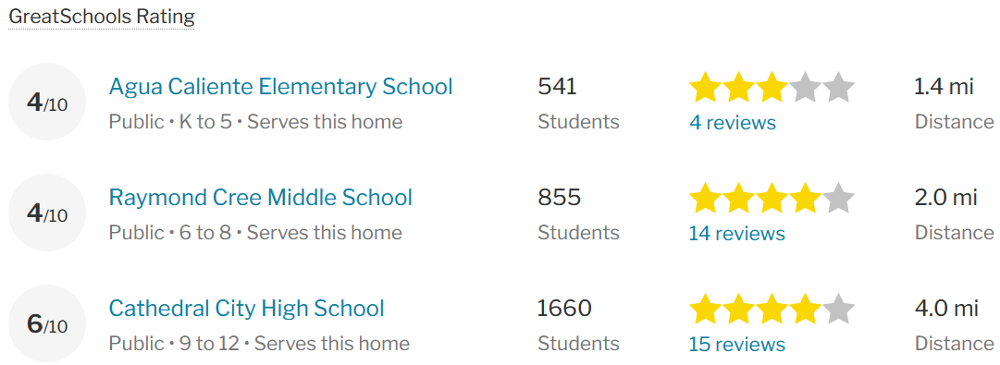 GreatSchools Rating
4/10
Agua Caliente Elementary School
541
1.4 mi
Public • K to 5 • Serves this home
Students
4 reviews
Distance
4/10
Raymond Cree Middle School
855
2.0 mi
Public • 6 to 8 • Serves this home
Students
14 reviews
Distance
6/10
Cathedral City High School
1660
4.0 mi
Public • 9 to 12 • Serves this home
Students
15 reviews
Distance